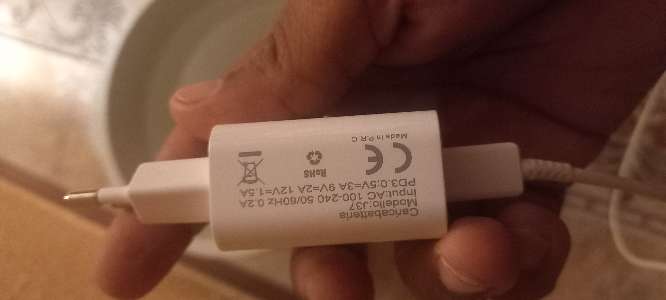 Caricabatteria
Modello:J37
input:AC 100-240 50/60Hz 0.2A
PD3.0:5V=3A 9V=2A 12V=1.5A
CE
RoHS
Made in P.R.C